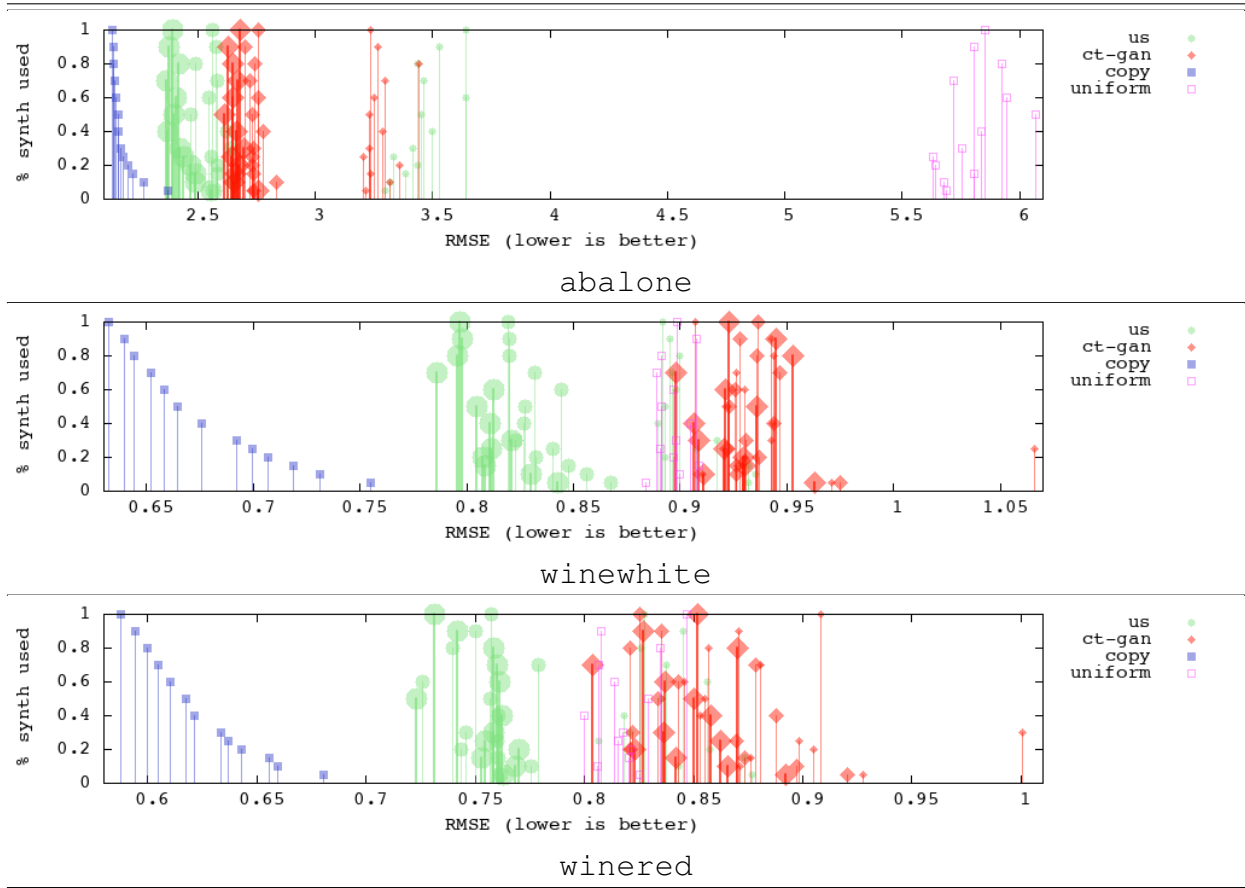 1
0.8
0.6
0.4
0.2
0
% synth used
2.5 3 3.5 4 4.5 5 5.5 6
RMSE (lower is better)
us
ct-gan
copy
uniform
abalone
1
0.8
0.6
0.4
0.2
0
% synth used
0.65 0.7 0.75 0.8 0.85 0.9 0.95 1 1.05
RMSE (lower is better)
us
ct-gan
copy
uniform
winewhite
1
0.8
0.6
0.4
0.2
0
% synth used
0.6 0.65 0.7 0.75 0.8 0.85 0.9 0.95 1
RMSE (lower is better)
us
ct-gan
copy
uniform
winered